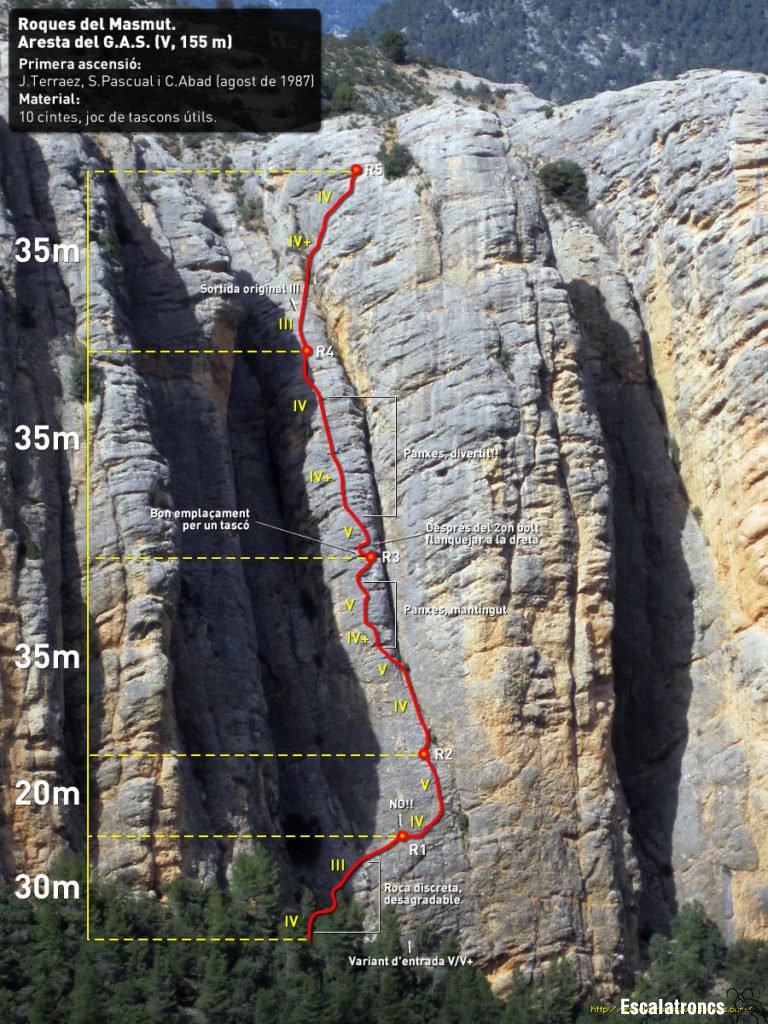 Roques del Masmut.
Aresta del G.A.S. (V, 155 m)
Primera ascensió:
J.Terraez, S.Pascual i C.Abad (agost de 1987)
Material:
10 cintes, joc de tascons útils.
R5
IV
IV+
35m
Sortida original III
III
R4
IV
35m
Panxes, divertit!!
IV+
Bon emplaçament
per un tascó
V
Després del 2on bolt
flanquejar a la dreta
R3
V
Panxes, mantingut
IV+
35m
V
IV
R2
V
20m
NO!!
IV
R1
III
30m
Roca discreta,
desagradable
IV
Variant d'entrada V/V+
Escalatroncs